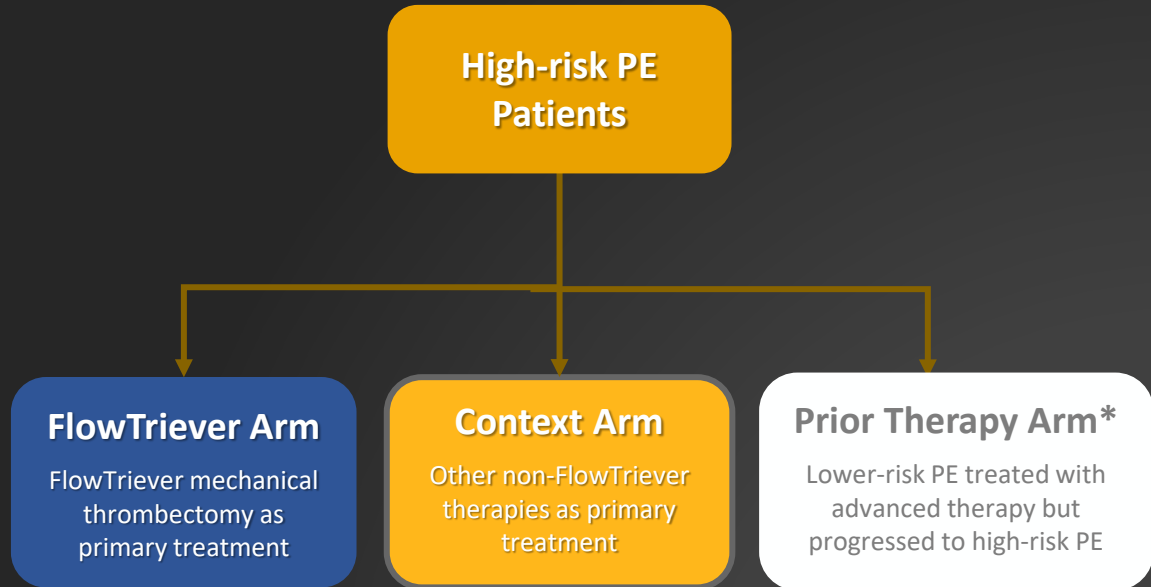 High-risk PE
Patients
FlowTriever Arm
FlowTriever mechanical
thrombectomy as
primary treatment
Context Arm
Other non-FlowTriever
therapies as primary
treatment
Prior Therapy Arm*
Lower-risk PE treated with
advanced therapy but
progressed to high-risk PE